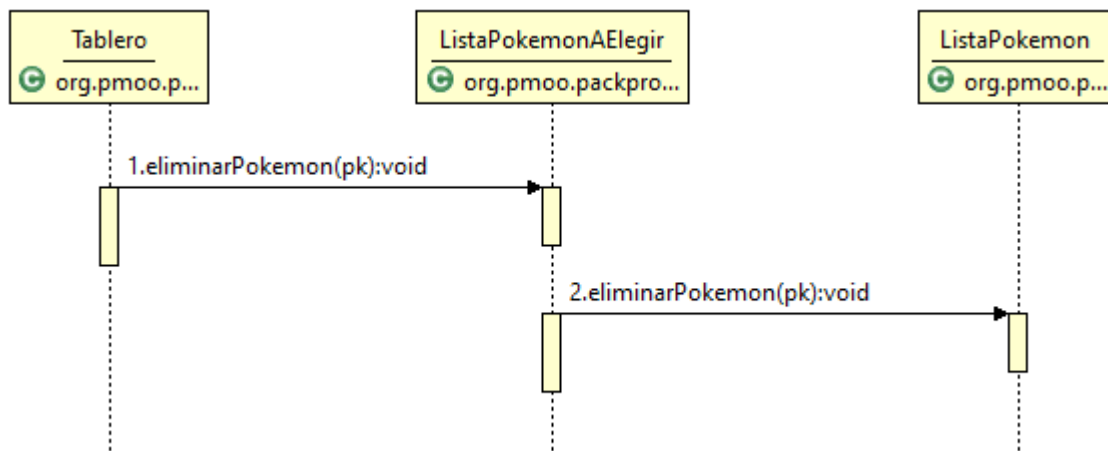 Tablero
org.pmoo.p...
ListaPokemonAElegir
org.pmoo.packpro...
ListaPokemon
org.pmoo.p...
1.eliminarPokemon(pk):void
2.eliminarPokemon(pk):void